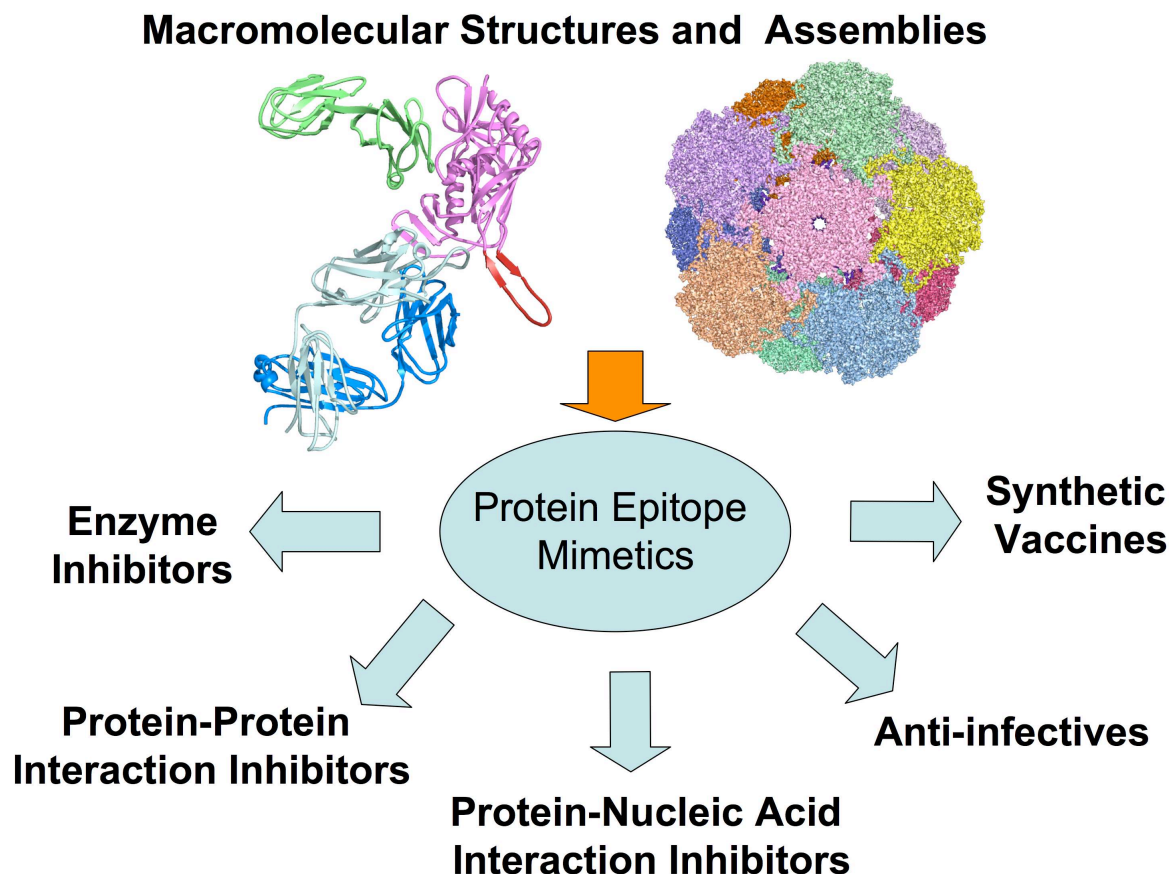 Macromolecular Structures and Assemblies
Protein Epitope
Mimetics
Enzyme
Inhibitors
Synthetic
Vaccines
Protein-Protein
Interaction Inhibitors
Anti-infectives
Protein-Nucleic Acid
Interaction Inhibitors